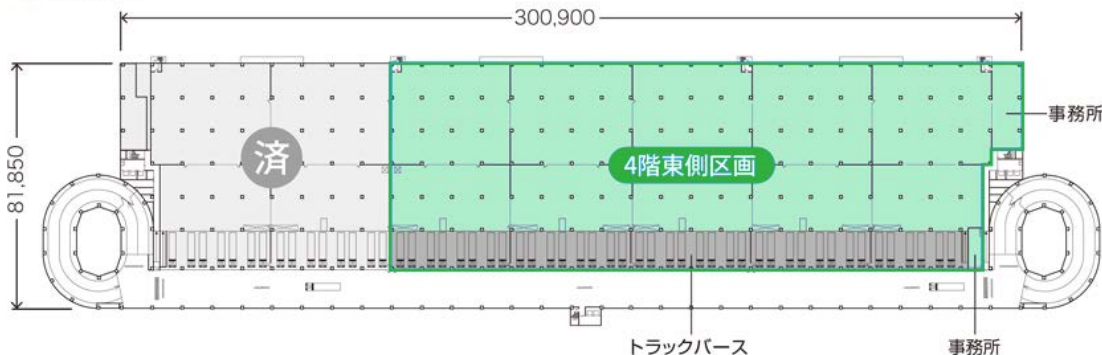 300,900
81,850
済
4階東側区画
事務所
トラックバース
事務所